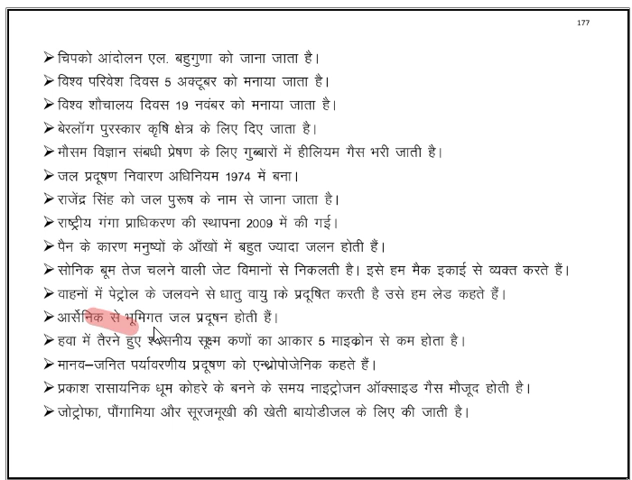 177
➢ चिपको आंदोलन एल. बहुगुणा को जाना जाता है।
➢ विश्व परिवेश दिवस 5 अक्टूबर को मनाया जाता है।
➢ विश्व शौचालय दिवस 19 नवंबर को मनाया जाता है।
➢ बेरलॉग पुरस्कार कृषि क्षेत्र के लिए दिए जाता है।
➢ मौसम विज्ञान संबधी प्रेषण के लिए गुब्बारों में हीलियम गैस भरी जाती है।
➢ जल प्रदूषण निवारण अधिनियम 1974 में बना।
➢ राजेंद्र सिंह को जल पुरूष के नाम से जाना जाता है।
➢ राष्ट्रीय गंगा प्राधिकरण की स्थापना 2009 में की गई।
➢ पैन के कारण मनुष्यों के आँखों में बहुत ज्यादा जलन होती हैं।
➢ सोनिक बूम तेज चलने वाली जेट विमानों से निकलती है। इसे हम मैक इकाई से व्यक्त करते हैं।
➢ वाहनों में पेट्रोल के जलवने से धातु वायु को प्रदूषित करती है उसे हम लेड कहते हैं।
➢ आर्सेनिक से भूमिगत जल प्रदूषन होती हैं।
➢ हवा में तैरने हुए श्वसनीय सूक्ष्म कणों का आकार 5 माइक्रोन से कम होता है।
➢ मानव–जनित पर्यावरणीय प्रदूषण को एन्थ्रोपोजेनिक कहते हैं।
➢ प्रकाश रासायनिक धूम कोहरे के बनने के समय नाइट्रोजन ऑक्साइड गैस मौजूद होती है।
➢ जोट्रोफा, पौंगामिया और सूरजमूखी की खेती बायोडीजल के लिए की जाती है।